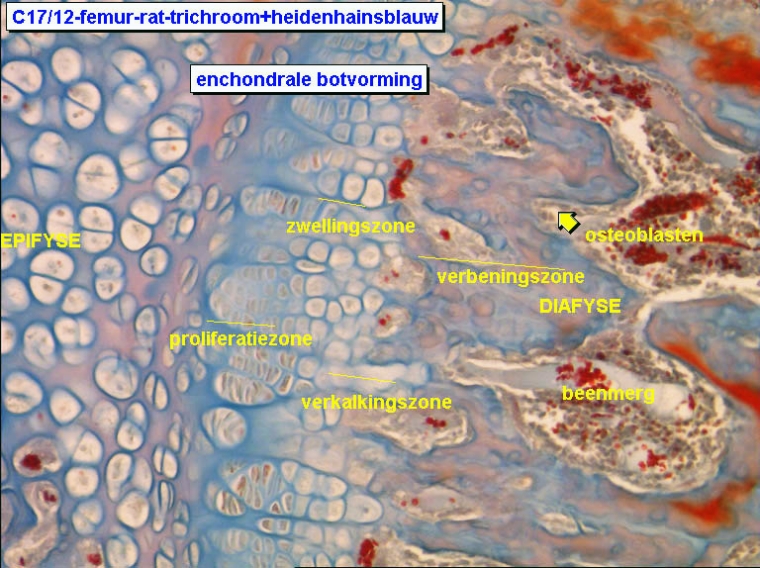 C17/12-femur-rat-trichroom+heidenhainsblauw
enchondrale botvorming
zwellingszone
EPIFYSE
osteoblasten
verbeningszone
DIAFYSE
proliferatiezone
beenmerg
verkalkingszone